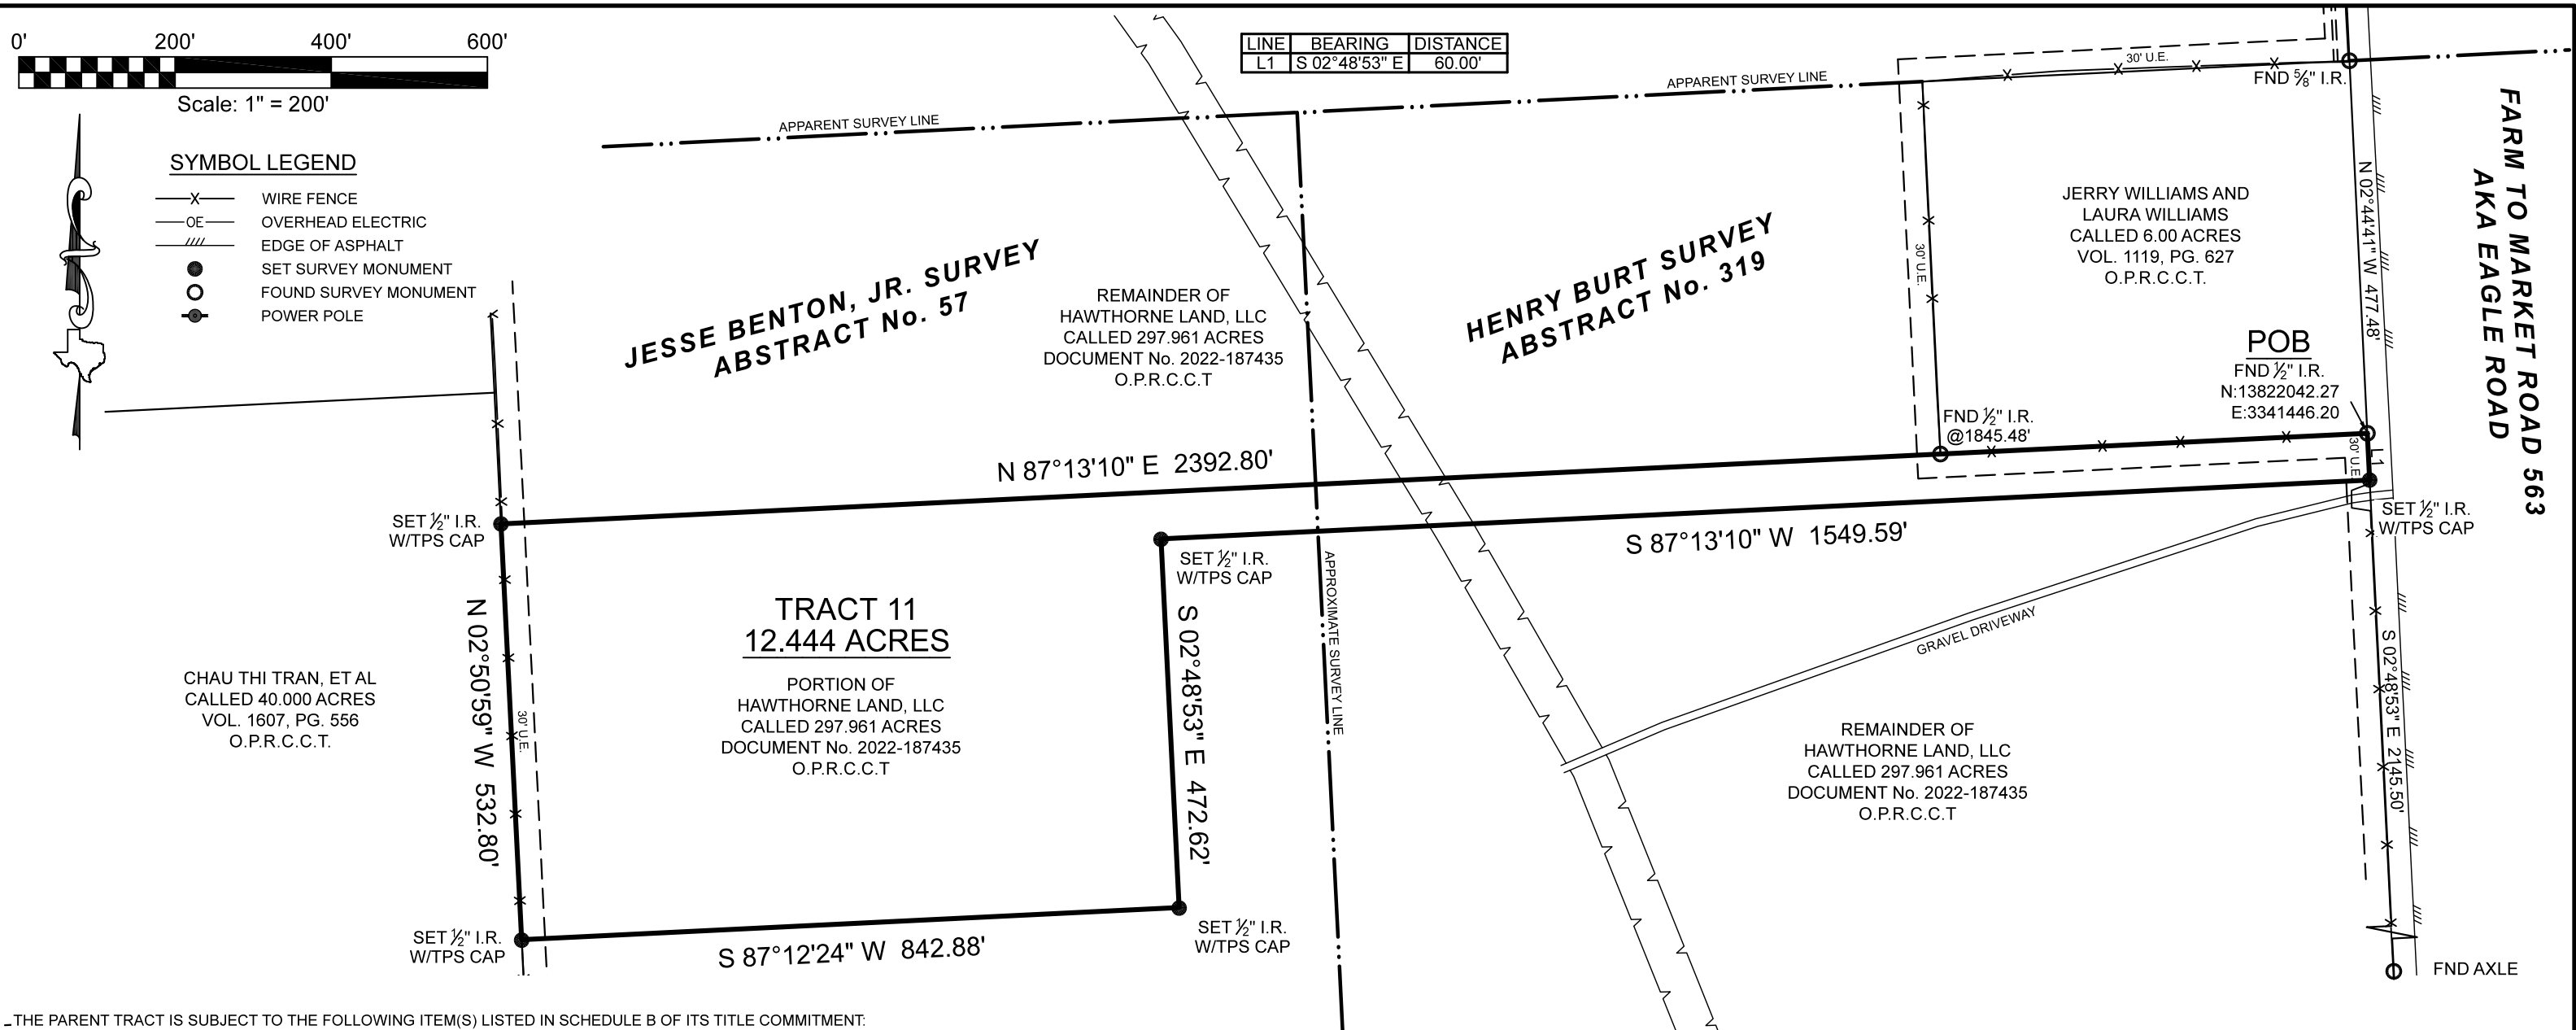 0' 200' 400' 600'
Scale: 1" = 200'
SYMBOL LEGEND
X WIRE FENCE
OE OVERHEAD ELECTRIC
EDGE OF ASPHALT
SET SURVEY MONUMENT
FOUND SURVEY MONUMENT
POWER POLE
LINE BEARING DISTANCE
L1 S 02°48'53" E 60.00'
APPARENT SURVEY LINE
APPARENT SURVEY LINE
30' U.E.
FND 5/8" I.R.
FARM TO MARKET ROAD 563
AKA EAGLE ROAD
N 02°44'41" W 477.48'
JERRY WILLIAMS AND
LAURA WILLIAMS
CALLED 6.00 ACRES
VOL. 1119, PG. 627
O.P.R.C.C.T.
30' U.E.
JESSE BENTON, JR. SURVEY
ABSTRACT No. 57
REMAINDER OF
HAWTHORNE LAND, LLC
CALLED 297.961 ACRES
DOCUMENT No. 2022-187435
O.P.R.C.C.T
HENRY BURT SURVEY
ABSTRACT No. 319
POB
FND 1/2" I.R.
N:13822042.27
E:3341446.20
FND 1/2" I.R.
@1845.48'
30' U.E.
L1
N 87°13'10" E 2392.80'
SET 1/2" I.R.
W/TPS CAP
SET 1/2" I.R.
W/TPS CAP
S 87°13'10" W 1549.59'
SET 1/2" I.R.
W/TPS CAP
APPROXIMATE SURVEY LINE
GRAVEL DRIVEWAY
TRACT 11
12.444 ACRES
PORTION OF
HAWTHORNE LAND, LLC
CALLED 297.961 ACRES
DOCUMENT No. 2022-187435
O.P.R.C.C.T
N 02°50'59" W 532.80'
30' U.E.
S 02°48'53" E 472.62'
CHAU THI TRAN, ET AL
CALLED 40.000 ACRES
VOL. 1607, PG. 556
O.P.R.C.C.T.
S 02°48'53" E 2145.50'
REMAINDER OF
HAWTHORNE LAND, LLC
CALLED 297.961 ACRES
DOCUMENT No. 2022-187435
O.P.R.C.C.T
SET 1/2" I.R.
W/TPS CAP
S 87°12'24" W 842.88'
SET 1/2" I.R.
W/TPS CAP
FND AXLE
THE PARENT TRACT IS SUBJECT TO THE FOLLOWING ITEM(S) LISTED IN SCHEDULE B OF ITS TITLE COMMITMENT: